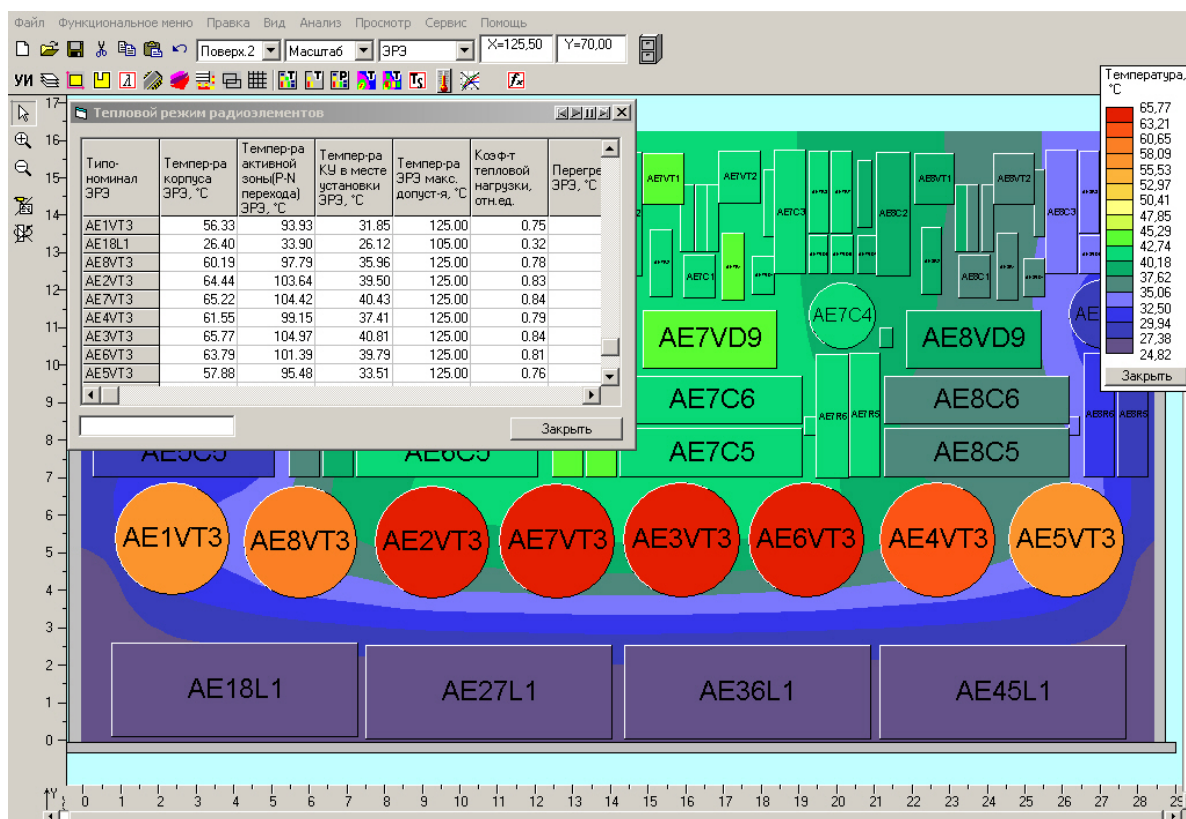 Файл Функциональное меню Правка Вид Анализ Просмотр Сервис Помощь
Поверх.2 Масштаб ЭРЭ X=125,50 Y=70,00
УИ
Температура, °C
65,77
63,21
60,65
58,09
55,53
52,97
50,41
47,85
45,29
42,74
40,18
37,62
35,06
32,50
29,94
27,38
24,82
Закрыть
Тепловой режим радиоэлементов
Типо-номинал ЭРЭ
Темпер-ра корпуса ЭРЭ, °C
Темпер-ра активной зоны(P-N перехода) ЭРЭ, °C
Темпер-ра КУ в месте установки ЭРЭ, °C
Темпер-ра ЭРЭ макс. допуст-я, °C
Коэф-т тепловой нагрузки, отн.ед.
Перегре ЭРЭ, °C
AE1VT3 56.33 93.93 31.85 125.00 0.75
AE18L1 26.40 33.90 26.12 105.00 0.32
AE8VT3 60.19 97.79 35.96 125.00 0.78
AE2VT3 64.44 103.64 39.50 125.00 0.83
AE7VT3 65.22 104.42 40.43 125.00 0.84
AE4VT3 61.55 99.15 37.41 125.00 0.79
AE3VT3 65.77 104.97 40.81 125.00 0.84
AE6VT3 63.79 101.39 39.79 125.00 0.81
AE5VT3 57.88 95.48 33.51 125.00 0.76
Закрыть
AE7VT1 AE7VT2 AE8VT1 AE8VT2
AE7C3 AE8C2 AE8C3
AE7C1 AE8C1
AE7C4 AE
AE7VD9 AE8VD9
AE7C6 AE7R6 AE7R5 AE8C6 AE8R6 AE8R5
AE5C5 AE6C5 AE7C5 AE8C5
AE1VT3 AE8VT3 AE2VT3 AE7VT3 AE3VT3 AE6VT3 AE4VT3 AE5VT3
AE18L1 AE27L1 AE36L1 AE45L1
17
16
15
14
13
12
11
10
9
8
7
6
5
4
3
2
1
0
Y 0 1 2 3 4 5 6 7 8 9 10 11 12 13 14 15 16 17 18 19 20 21 22 23 24 25 26 27 28 29